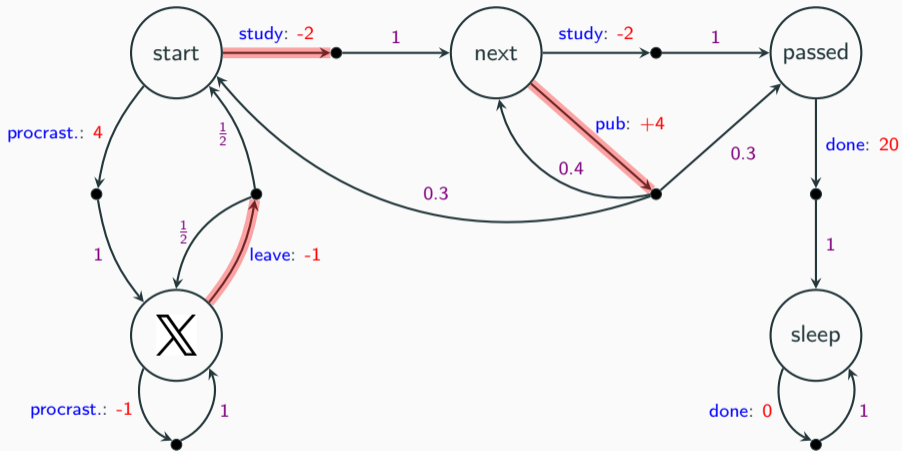 study: -2
1
study: -2
1
start
next
passed
procrast.: 4
1
2
pub: +4
done: 20
0.4
0.3
0.3
1
2
1
leave: -1
1
𝕏
sleep
procrast.: -1
1
done: 0
1